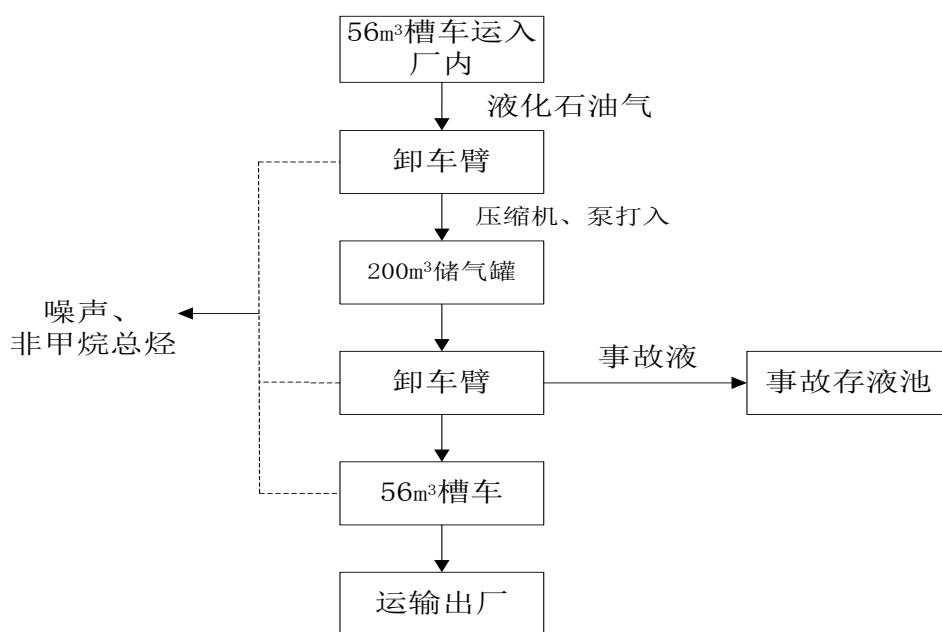 56m³槽车运入
厂内
液化石油气
卸车臂
压缩机、泵打入
200m³储气罐
噪声、
非甲烷总烃
事故液
卸车臂
事故存液池
56m³槽车
运输出厂